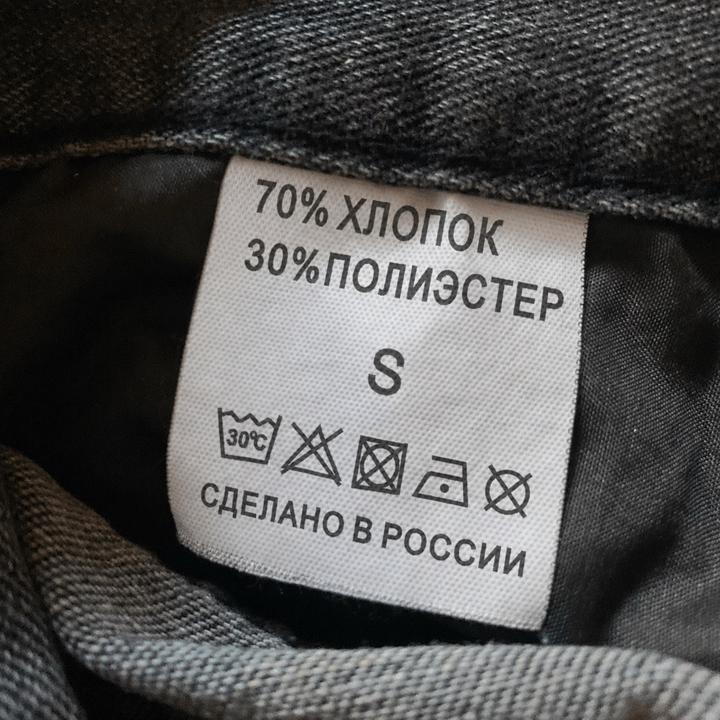 70% ХЛОПОК
30% ПОЛИЭСТЕР
S
30°C
СДЕЛАНО В РОССИИ